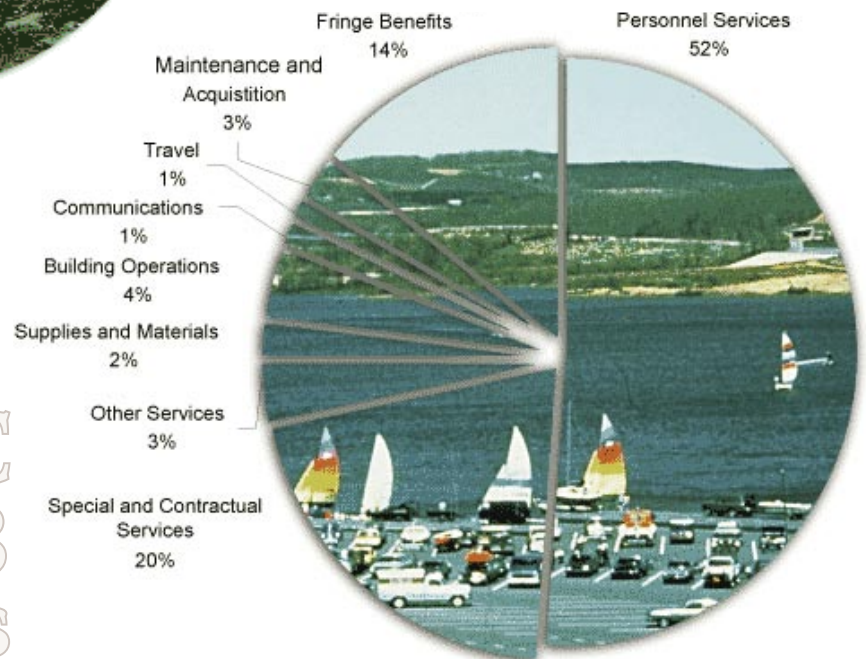 Fringe Benefits
14%
Personnel Services
52%
Maintenance and
Acquistition
3%
Travel
1%
Communications
1%
Building Operations
4%
Supplies and Materials
2%
Other Services
3%
Special and Contractual
Services
20%